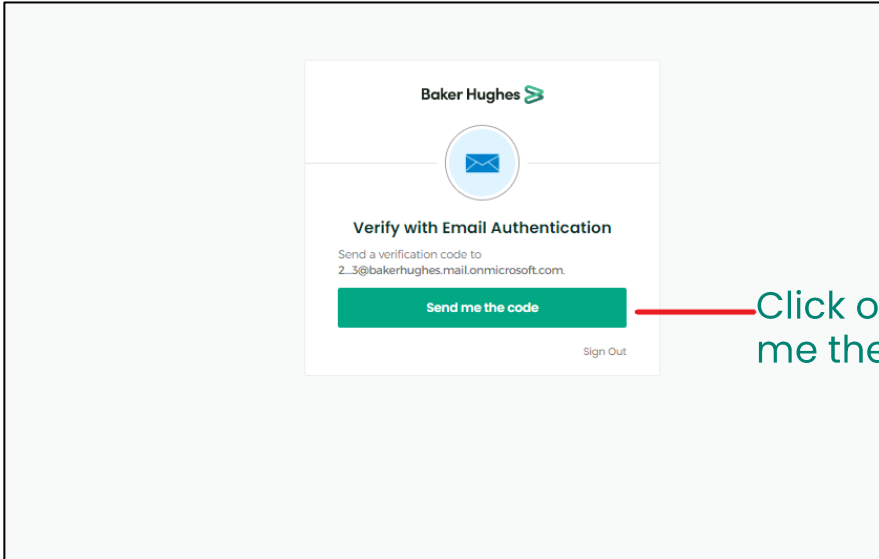 Baker Hughes
Verify with Email Authentication
Send a verification code to
2...3@bakerhughes.mail.onmicrosoft.com.
Send me the code
Sign Out
Click o
me the